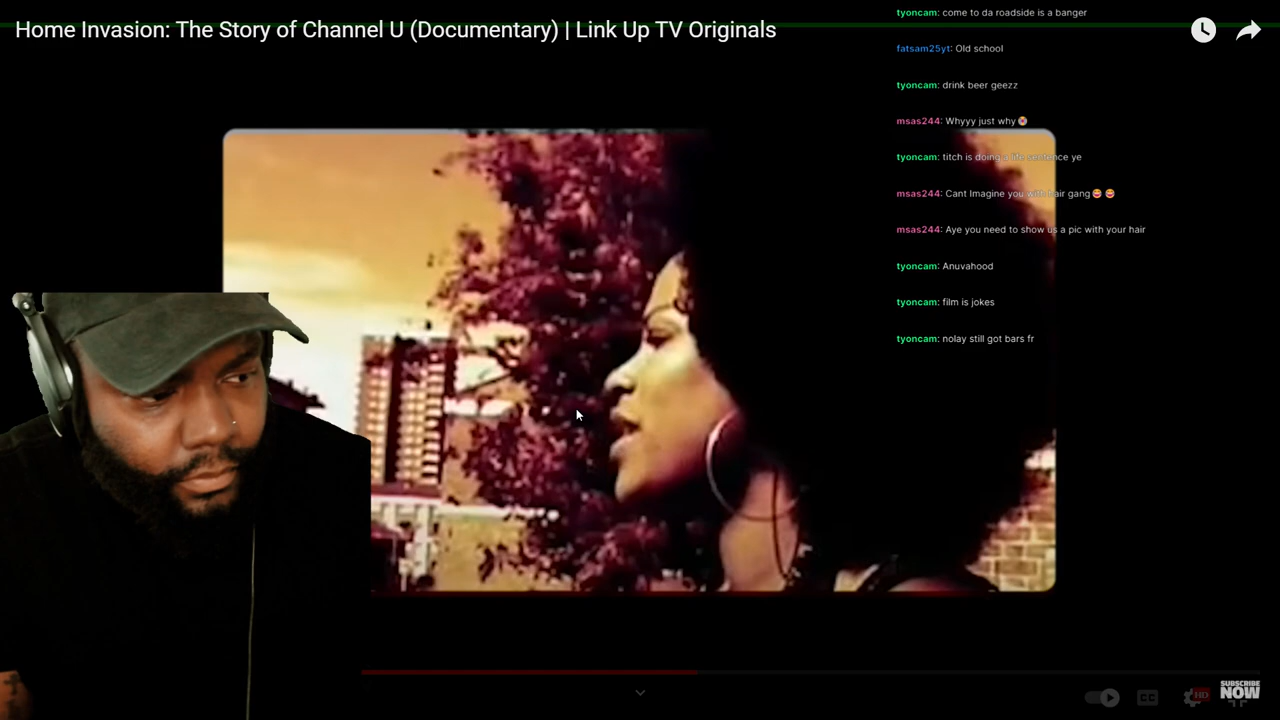 Home Invasion: The Story of Channel U (Documentary) | Link Up TV Originals
tyoncam: come to da roadside is a banger
fatsam25yt: Old school
tyoncam: drink beer geezz
msas244: Whyyy just why
tyoncam: titch is doing a life sentence ye
msas244: Cant Imagine you with hair gang
msas244: Aye you need to show us a pic with your hair
tyoncam: Anuvahood
tyoncam: film is jokes
tyoncam: nolay still got bars fr
SUBSCRIBE
NOW
CC
HD